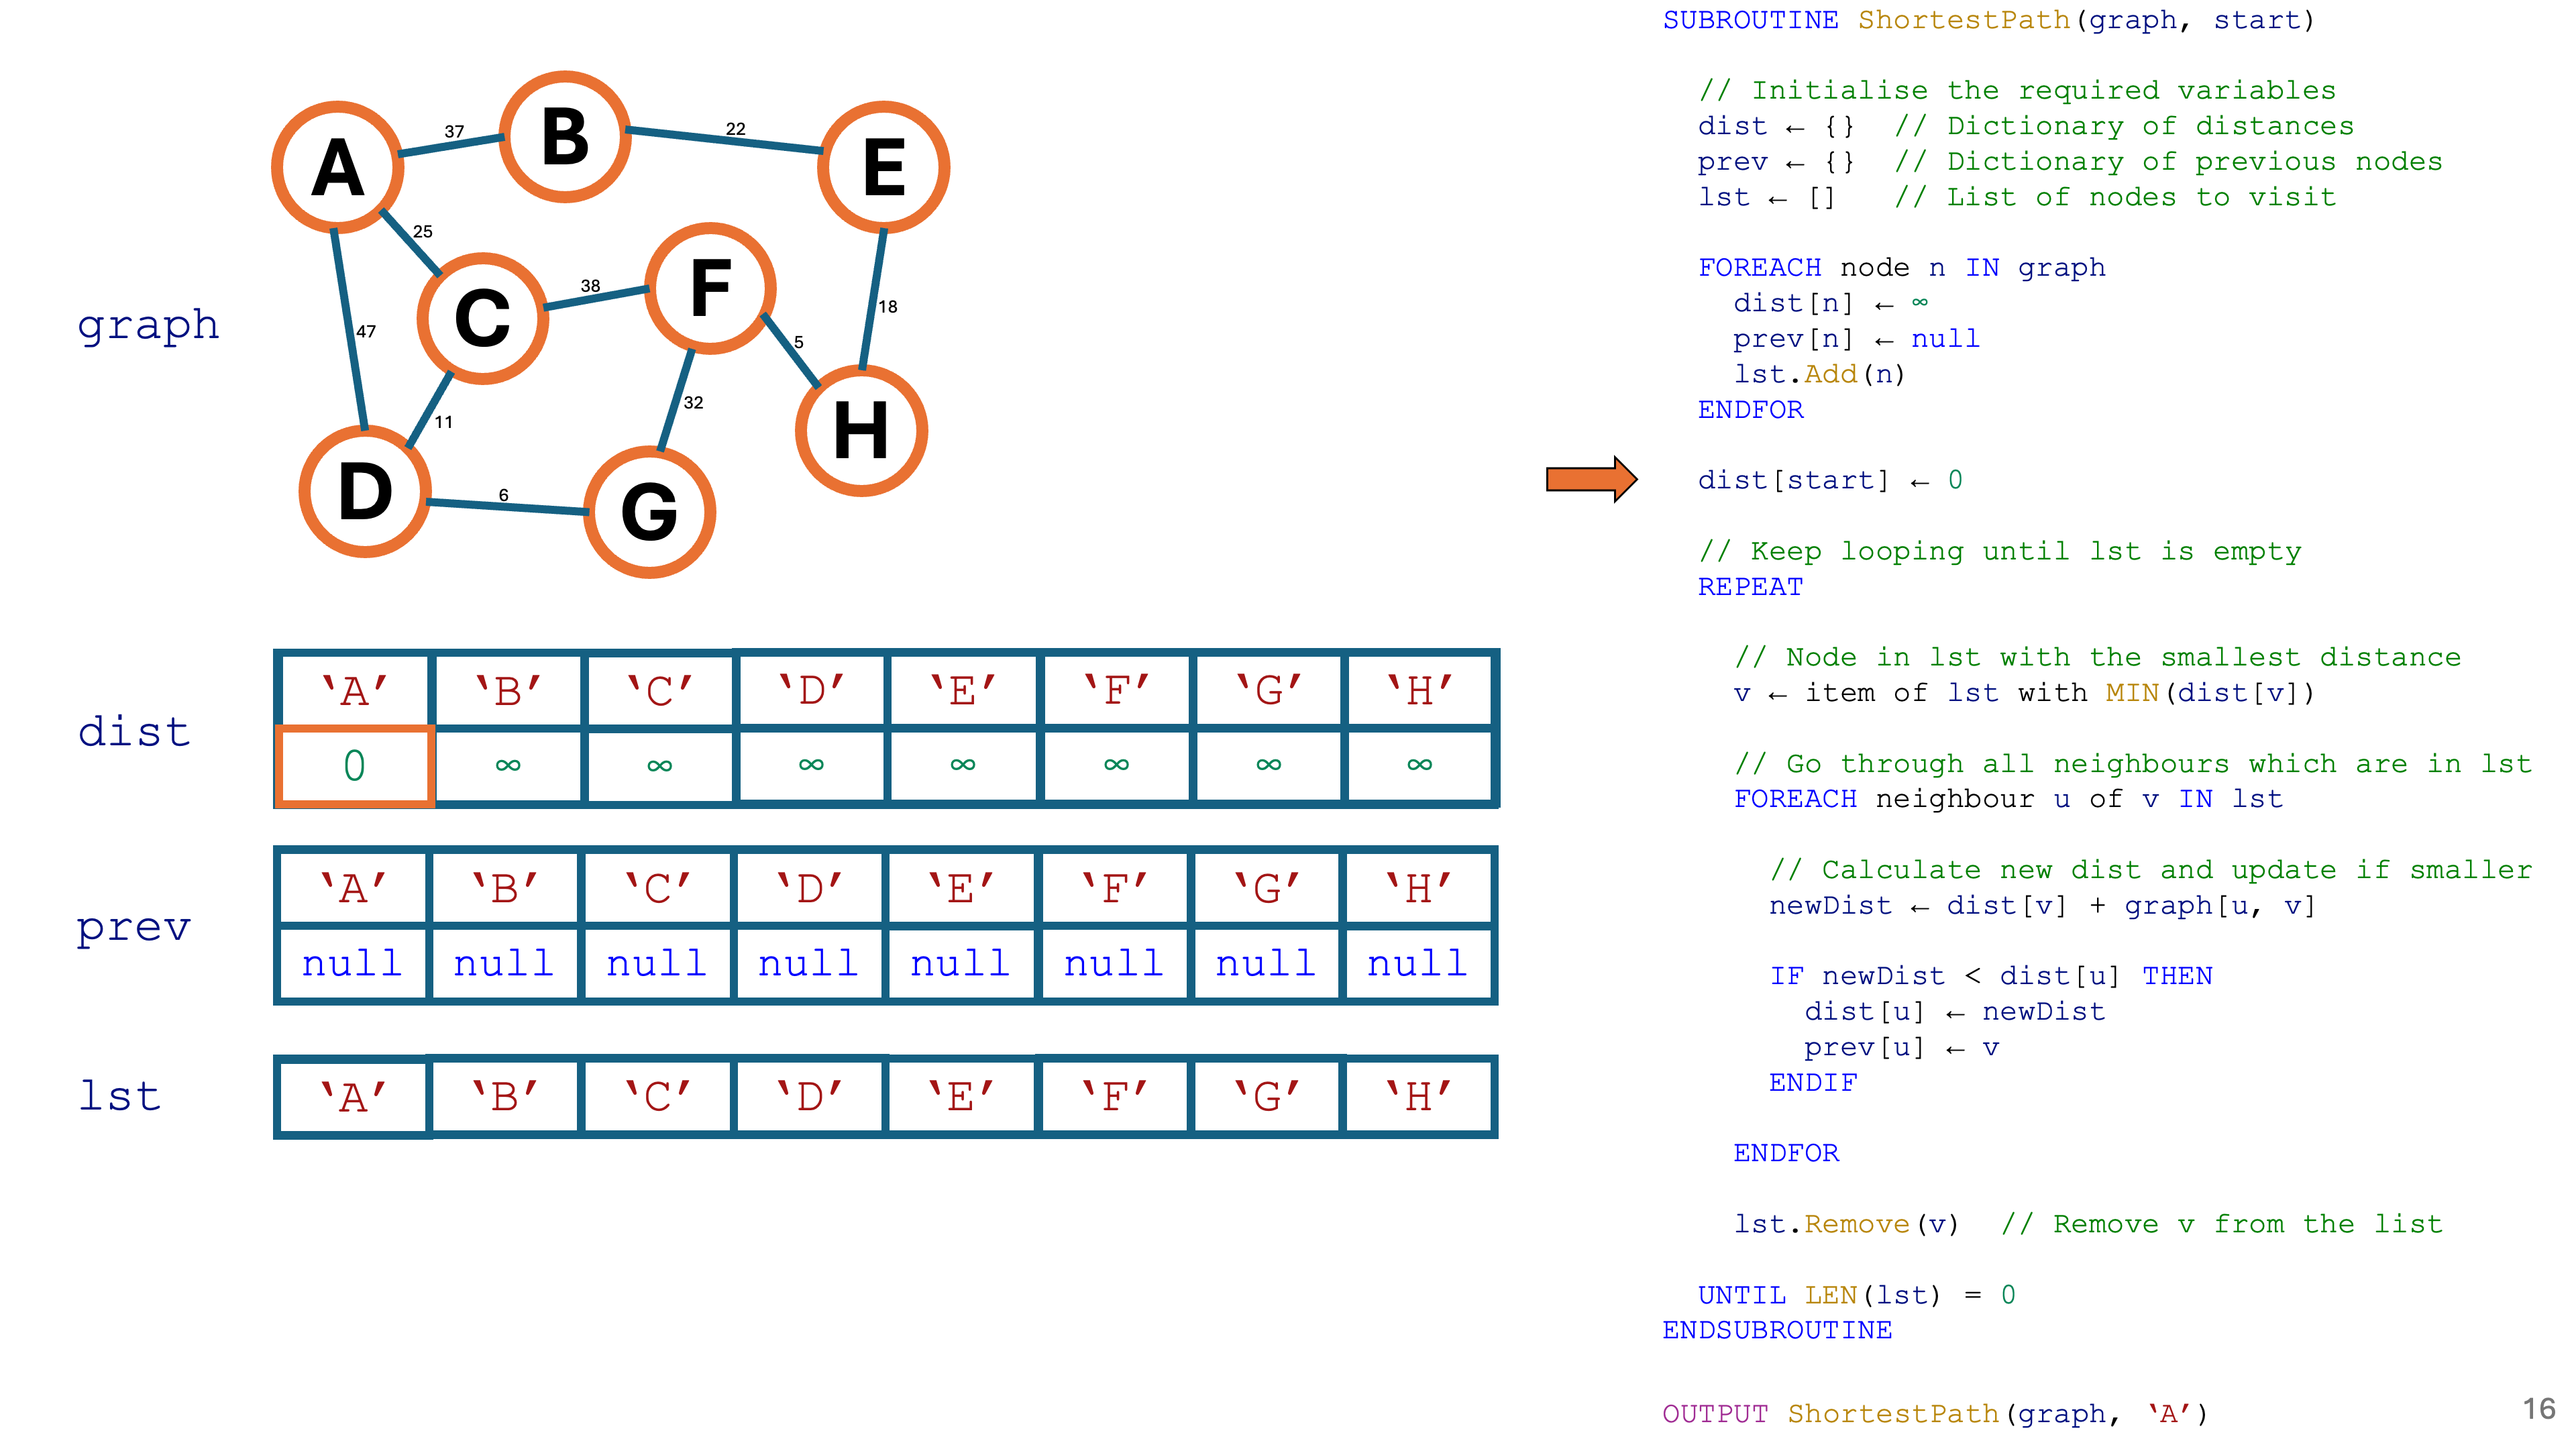 graph
A
B
E
C
F
H
D
G
37
22
25
38
18
47
5
11
32
6
dist
‘A’ ‘B’ ‘C’ ‘D’ ‘E’ ‘F’ ‘G’ ‘H’
0 ∞ ∞ ∞ ∞ ∞ ∞ ∞
prev
‘A’ ‘B’ ‘C’ ‘D’ ‘E’ ‘F’ ‘G’ ‘H’
null null null null null null null null
lst
‘A’ ‘B’ ‘C’ ‘D’ ‘E’ ‘F’ ‘G’ ‘H’
SUBROUTINE ShortestPath(graph, start)
// Initialise the required variables
dist ← {} // Dictionary of distances
prev ← {} // Dictionary of previous nodes
lst ← [] // List of nodes to visit
FOREACH node n IN graph
dist[n] ← ∞
prev[n] ← null
lst.Add(n)
ENDFOR
dist[start] ← 0
// Keep looping until lst is empty
REPEAT
// Node in lst with the smallest distance
v ← item of lst with MIN(dist[v])
// Go through all neighbours which are in lst
FOREACH neighbour u of v IN lst
// Calculate new dist and update if smaller
newDist ← dist[v] + graph[u, v]
IF newDist < dist[u] THEN
dist[u] ← newDist
prev[u] ← v
ENDIF
ENDFOR
lst.Remove(v) // Remove v from the list
UNTIL LEN(lst) = 0
ENDSUBROUTINE
OUTPUT ShortestPath(graph, ‘A’)
16